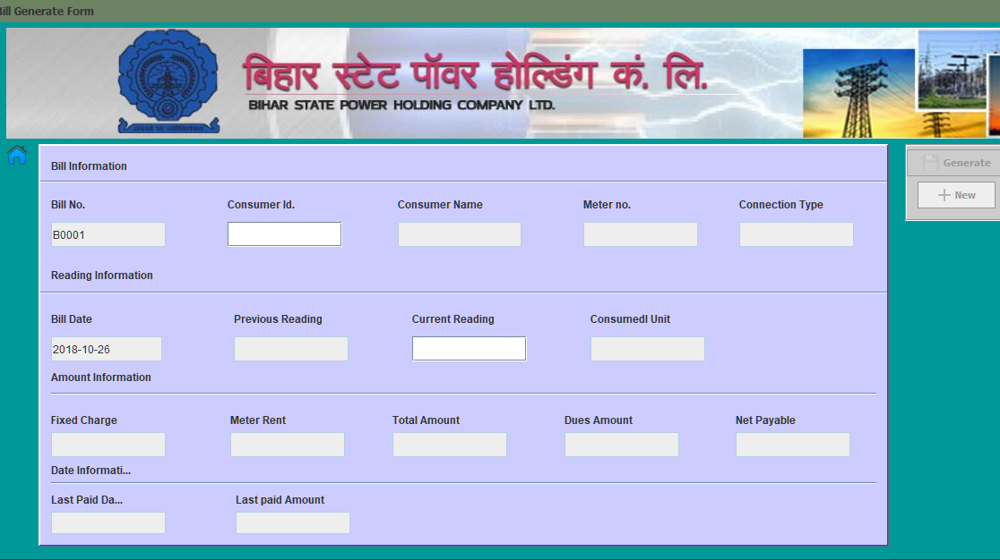 Bill Generate Form
बिहार स्टेट पॉवर होल्डिंग कं. लि.
BIHAR STATE POWER HOLDING COMPANY LTD.
Bill Information
Generate
New
Bill No. Consumer Id. Consumer Name Meter no. Connection Type
B0001
Reading Information
Bill Date Previous Reading Current Reading Consumedl Unit
2018-10-26
Amount Information
Fixed Charge Meter Rent Total Amount Dues Amount Net Payable
Date Informati...
Last Paid Da... Last paid Amount